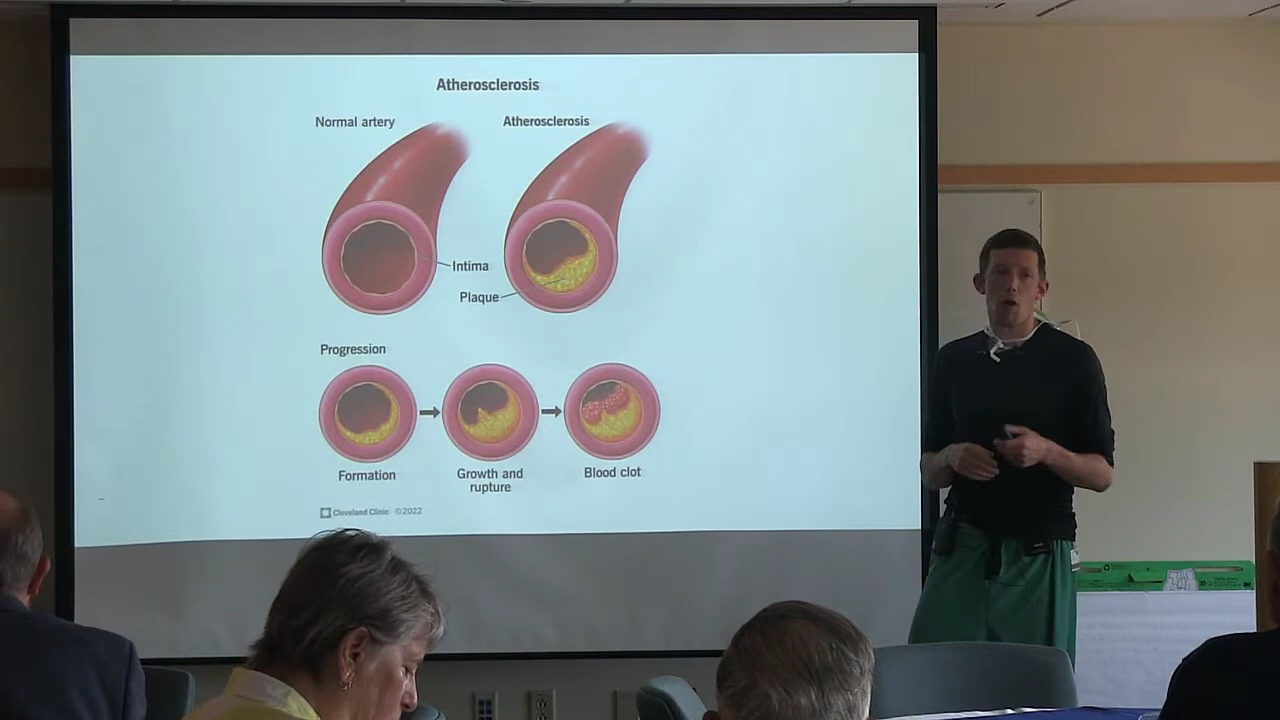 Atherosclerosis
Normal artery
Atherosclerosis
Intima
Plaque
Progression
Formation
Growth and
rupture
Blood clot
Cleveland Clinic ©2022